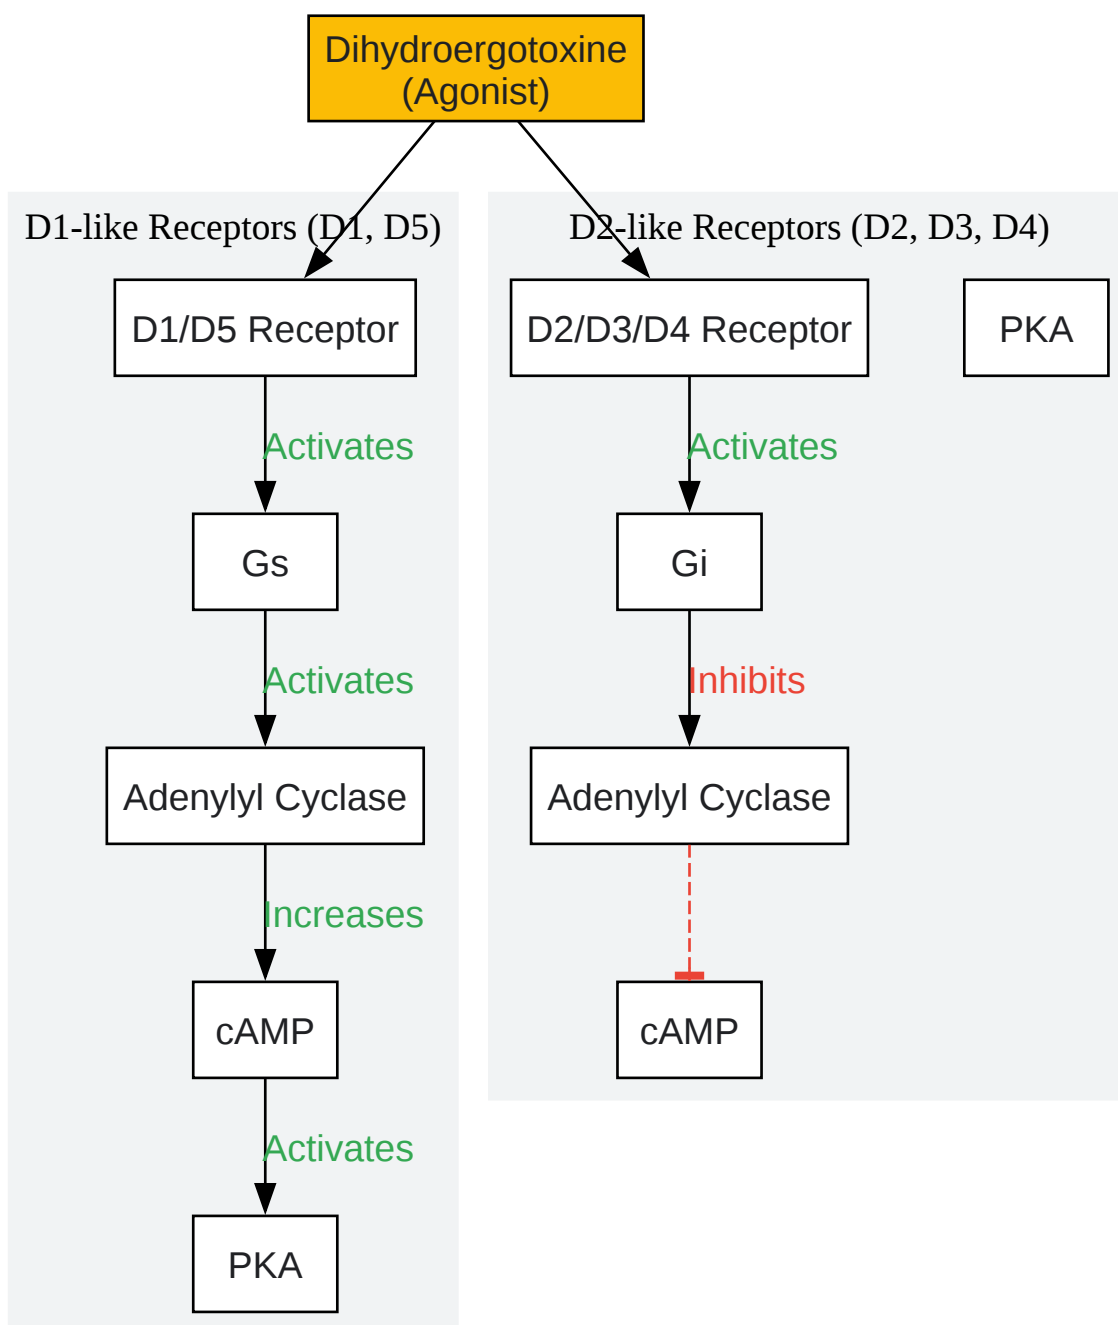 Dihydroergotoxine
(Agonist)
D1-like Receptors (D1, D5)
D1/D5 Receptor
Activates
Gs
Activates
Adenylyl Cyclase
Increases
cAMP
Activates
PKA
D2-like Receptors (D2, D3, D4)
D2/D3/D4 Receptor
PKA
Activates
Gi
Inhibits
Adenylyl Cyclase
cAMP